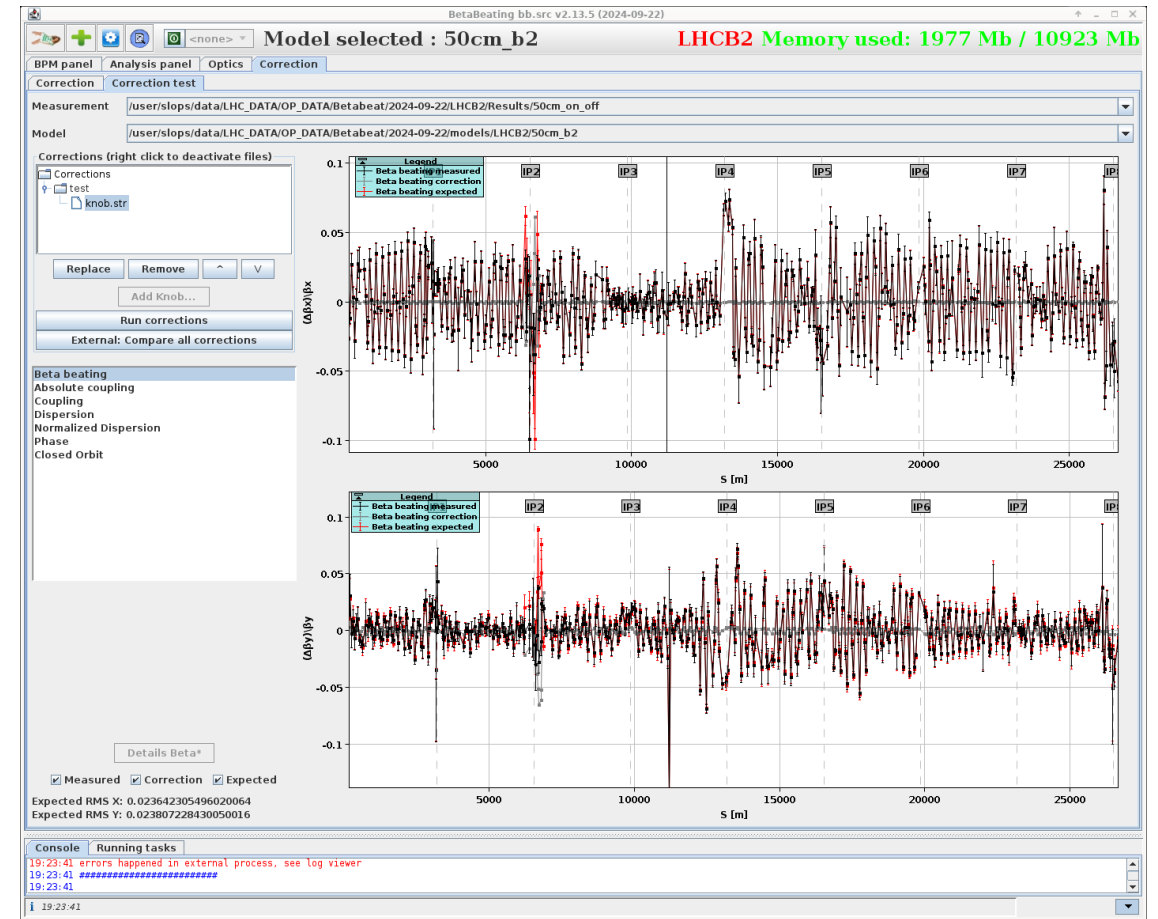 BetaBeating bb.src v2.13.5 (2024-09-22)
<none> Model selected : 50cm_b2 LHCB2 Memory used: 1977 Mb / 10923 Mb
BPM panel Analysis panel Optics Correction
Correction Correction test
Measurement /user/slops/data/LHC_DATA/OP_DATA/Betabeat/2024-09-22/LHCB2/Results/50cm_on_off
Model /user/slops/data/LHC_DATA/OP_DATA/Betabeat/2024-09-22/models/LHCB2/50cm_b2
Corrections (right click to deactivate files)
Corrections
test
knob.str
Replace Remove ^ V
Add Knob...
Run corrections
External: Compare all corrections
Beta beating
Absolute coupling
Coupling
Dispersion
Normalized Dispersion
Phase
Closed Orbit
Details Beta*
Measured Correction Expected
Expected RMS X: 0.023642305496020064
Expected RMS Y: 0.023807228430050016
Legend
Beta beating measured
Beta beating correction
Beta beating expected
IP2 IP3 IP4 IP5 IP6 IP7
0.1
0.05
0
-0.05
-0.1
(Δβx)\βx
5000 10000 15000 20000 25000
S [m]
Legend
Beta beating measured
Beta beating correction
Beta beating expected
IP2 IP3 IP4 IP5 IP6 IP7
0.1
0.05
0
-0.05
-0.1
(Δβy)\βy
5000 10000 15000 20000 25000
S [m]
Console Running tasks
19:23:41 errors happened in external process, see log viewer
19:23:41 #########################
19:23:41
i 19:23:41